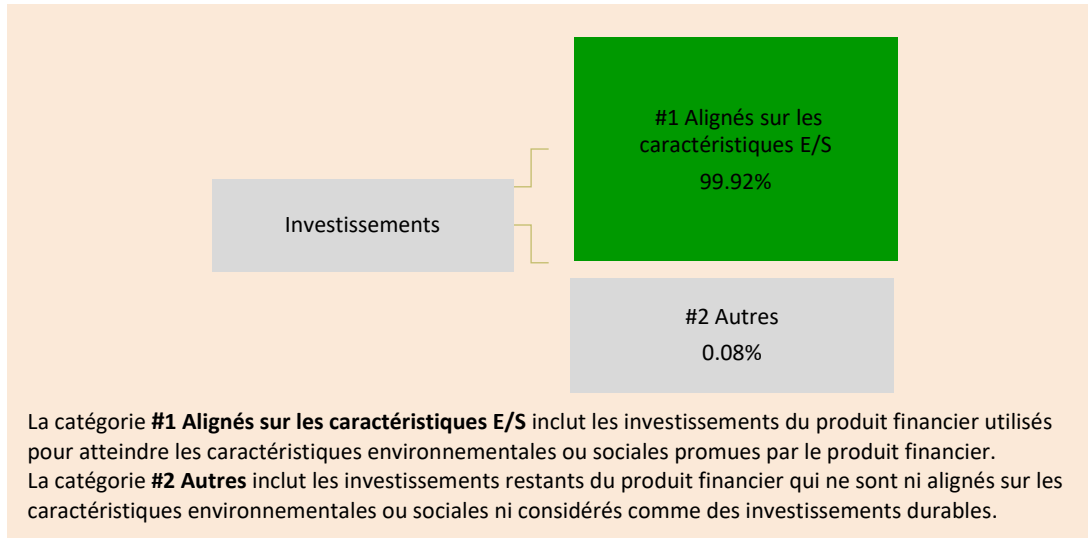 #1 Alignés sur les
caractéristiques E/S
99.92%
Investissements
#2 Autres
0.08%
La catégorie #1 Alignés sur les caractéristiques E/S inclut les investissements du produit financier utilisés
pour atteindre les caractéristiques environnementales ou sociales promues par le produit financier.
La catégorie #2 Autres inclut les investissements restants du produit financier qui ne sont ni alignés sur les
caractéristiques environnementales ou sociales ni considérés comme des investissements durables.